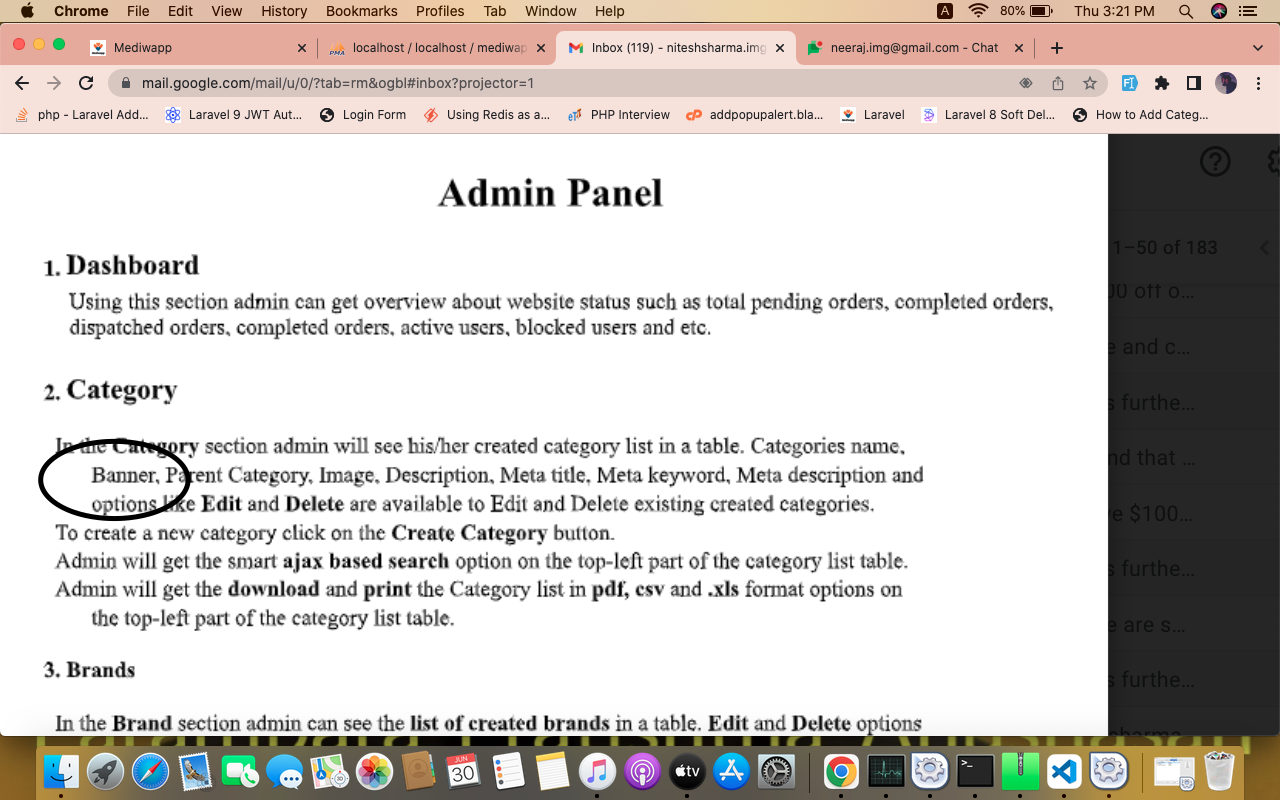 Chrome File Edit View History Bookmarks Profiles Tab Window Help A 80% Thu 3:21 PM
Mediwapp localhost / localhost / mediwap Inbox (119) - niteshsharma.img neeraj.img@gmail.com - Chat
mail.google.com/mail/u/0/?tab=rm&ogbl#inbox?projector=1
php - Laravel Add... Laravel 9 JWT Aut... Login Form Using Redis as a... PHP Interview addpopupalert.bla... Laravel Laravel 8 Soft Del... How to Add Categ...
Admin Panel
1. Dashboard
Using this section admin can get overview about website status such as total pending orders, completed orders,
dispatched orders, completed orders, active users, blocked users and etc.
2. Category
In the Category section admin will see his/her created category list in a table. Categories name,
Banner, Parent Category, Image, Description, Meta title, Meta keyword, Meta description and
options like Edit and Delete are available to Edit and Delete existing created categories.
To create a new category click on the Create Category button.
Admin will get the smart ajax based search option on the top-left part of the category list table.
Admin will get the download and print the Category list in pdf, csv and .xls format options on
the top-left part of the category list table.
3. Brands
In the Brand section admin can see the list of created brands in a table. Edit and Delete options
1–50 of 183
00 off o...
e and c...
s furthe...
nd that ...
e $100...
s furthe...
e are s...
s furthe...
JUN
30
tv